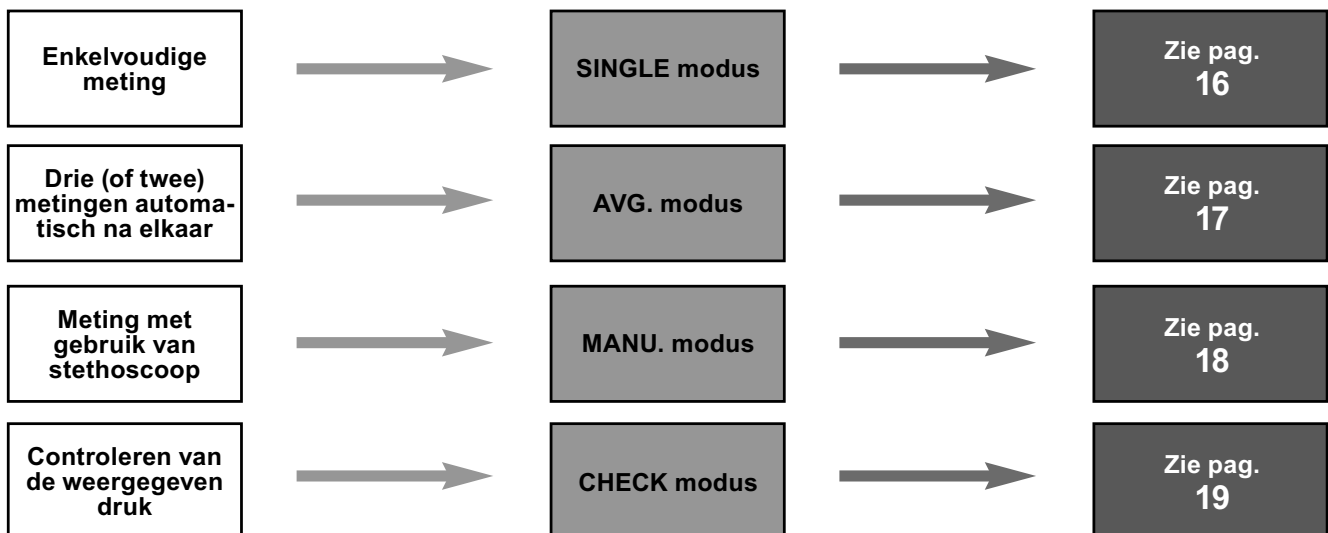 Enkelvoudige
meting
SINGLE modus
Zie pag.
16
Drie (of twee)
metingen automa-
tisch na elkaar
AVG. modus
Zie pag.
17
Meting met
gebruik van
stethoscoop
MANU. modus
Zie pag.
18
Controleren van
de weergegeven
druk
CHECK modus
Zie pag.
19